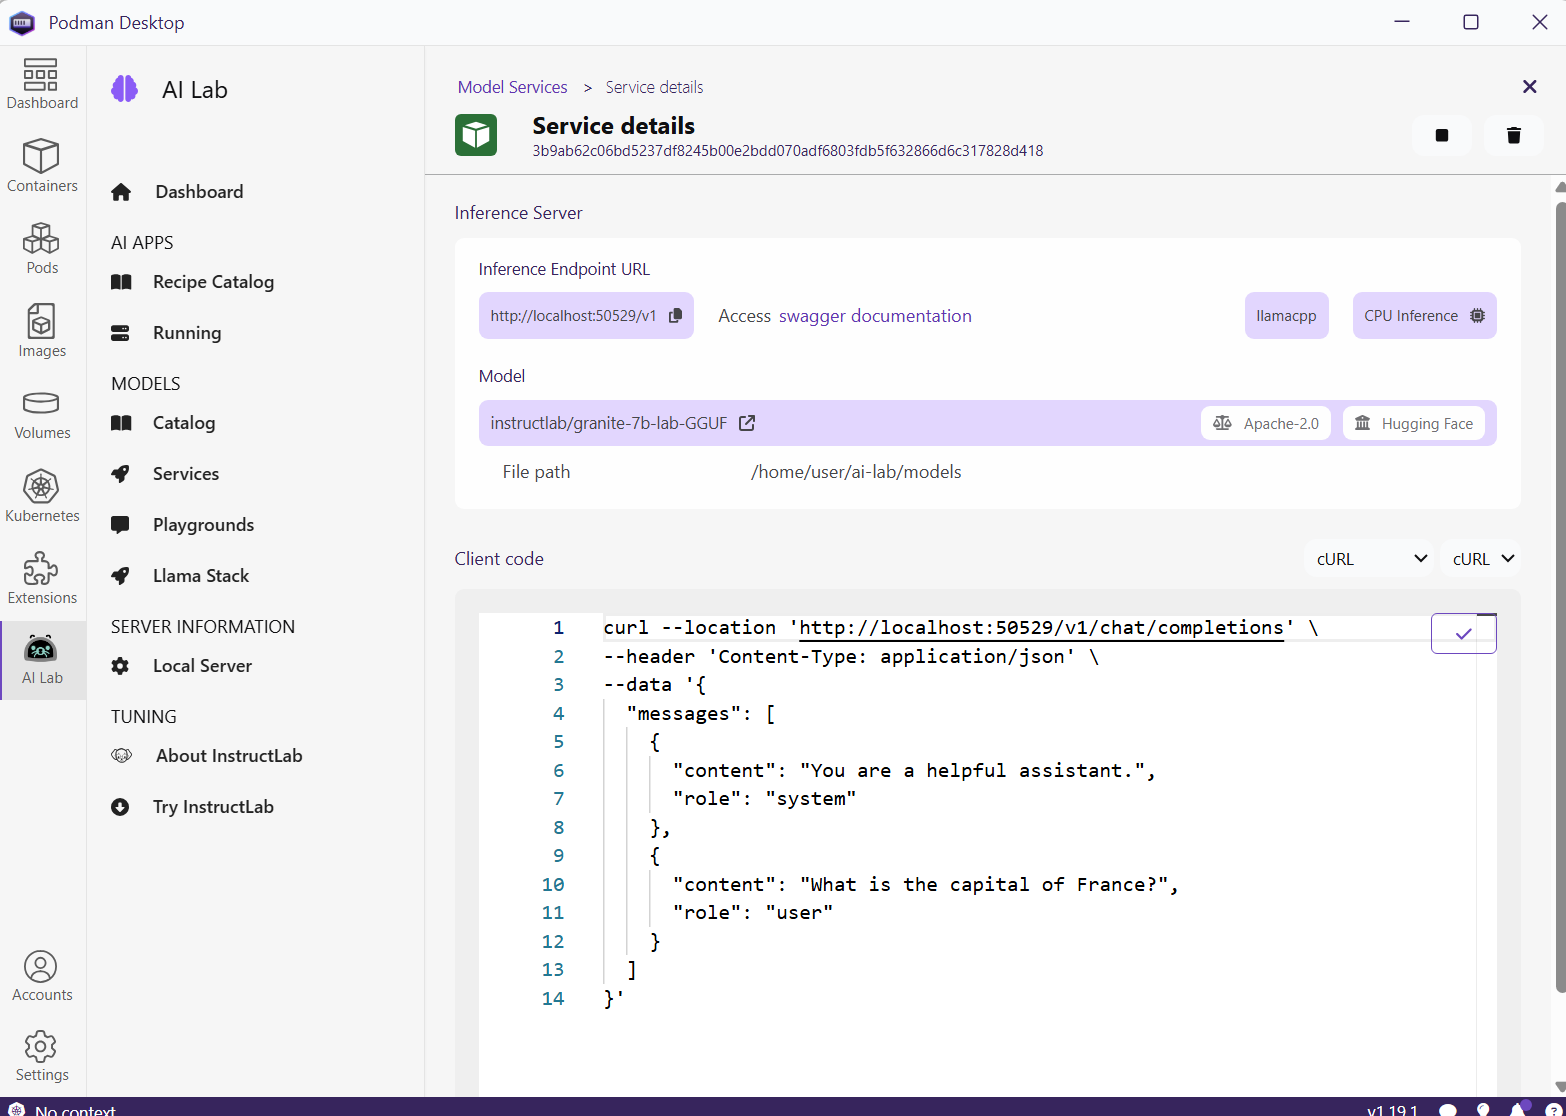 Podman Desktop
Dashboard
Containers
Pods
Images
Volumes
Kubernetes
Extensions
AI Lab
Accounts
Settings
AI Lab
Dashboard
AI APPS
Recipe Catalog
Running
MODELS
Catalog
Services
Playgrounds
Llama Stack
SERVER INFORMATION
Local Server
TUNING
About InstructLab
Try InstructLab
Model Services > Service details
Service details
3b9ab62c06bd5237df8245b00e2bdd070adf6803fdb5f632866d6c317828d418
Inference Server
Inference Endpoint URL
http://localhost:50529/v1 Access swagger documentation llamacpp CPU Inference
Model
instructlab/granite-7b-lab-GGUF Apache-2.0 Hugging Face
File path /home/user/ai-lab/models
Client code cURL cURL
1 curl --location 'http://localhost:50529/v1/chat/completions' \
2 --header 'Content-Type: application/json' \
3 --data '{
4 "messages": [
5 {
6 "content": "You are a helpful assistant.",
7 "role": "system"
8 },
9 {
10 "content": "What is the capital of France?",
11 "role": "user"
12 }
13 ]
14 }'
No context
v1.19.1